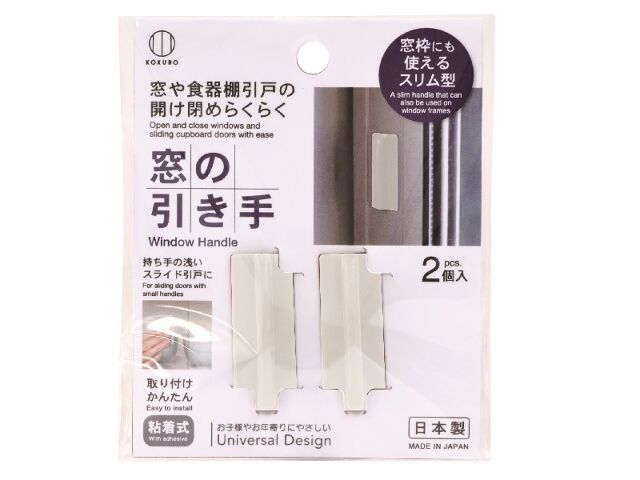 KOKUBO
窓や食器棚引戸の
開け閉めらくらく
Open and close windows and
sliding cupboard doors with ease
窓枠にも
使える
スリム型
A slim handle that can
also be used on
window frames
窓の
引き手
Window Handle
持ち手の浅い
スライド引戸に
For sliding doors with
small handles
2pcs.
個入
取り付け
かんたん
Easy to install
粘着式
With adhesive
お子様やお年寄りにやさしい
Universal Design
日本製
MADE IN JAPAN